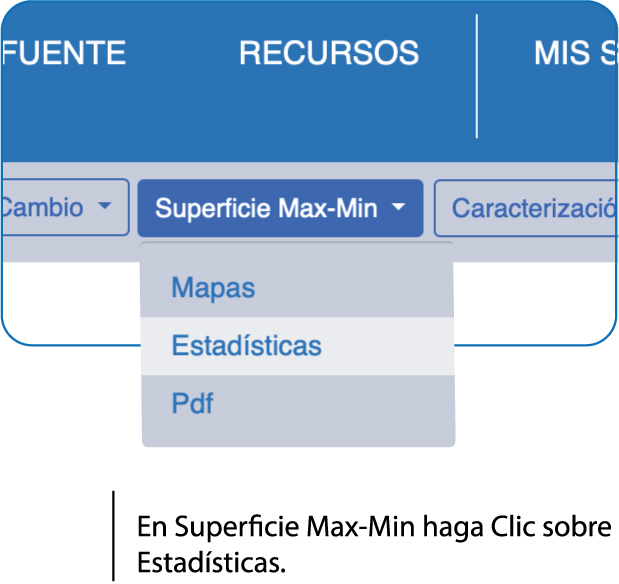 FUENTE RECURSOS MIS S
Cambio Superficie Max-Min Caracterizació
Mapas
Estadísticas
Pdf
En Superficie Max-Min haga Clic sobre
Estadísticas.